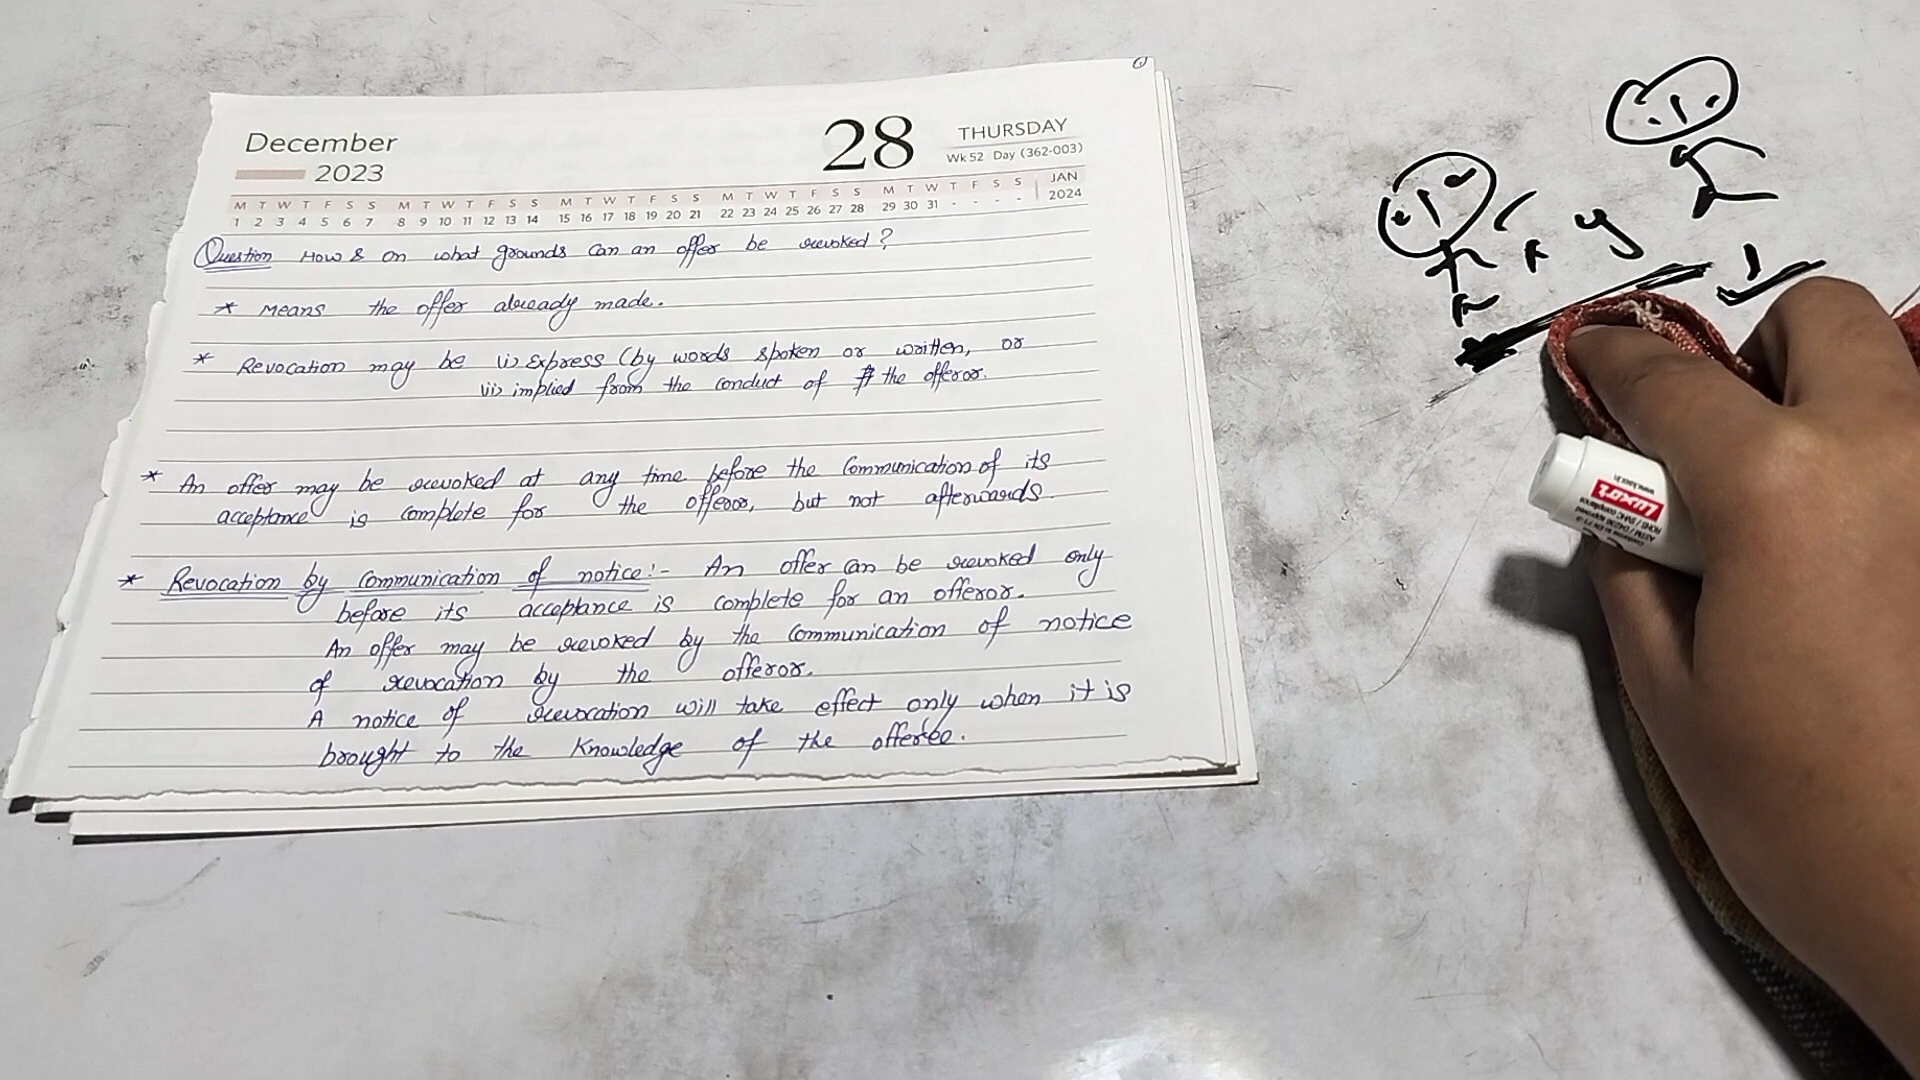 December
2023
28
THURSDAY
Wk 52 Day (362-003)
M T W T F S S M T W T F S S M T W T F S S M T W T F S S M T W T F S S JAN
1 2 3 4 5 6 7 8 9 10 11 12 13 14 15 16 17 18 19 20 21 22 23 24 25 26 27 28 29 30 31 - - - - 2024
Question How & on what grounds can an offer be revoked?
* Means the offer already made.
* Revocation may be (i) Express (by words spoken or written, or
(ii) implied from the conduct of the offeror.
* An offer may be revoked at any time before the communication of its
acceptance is complete for the offeror, but not afterwards.
* Revocation by communication of notice:- An offer can be revoked only
before its acceptance is complete for an offeror.
An offer may be revoked by the communication of notice
of revocation by the offeror.
A notice of revocation will take effect only when it is
brought to the knowledge of the offeree.
y
Luxor